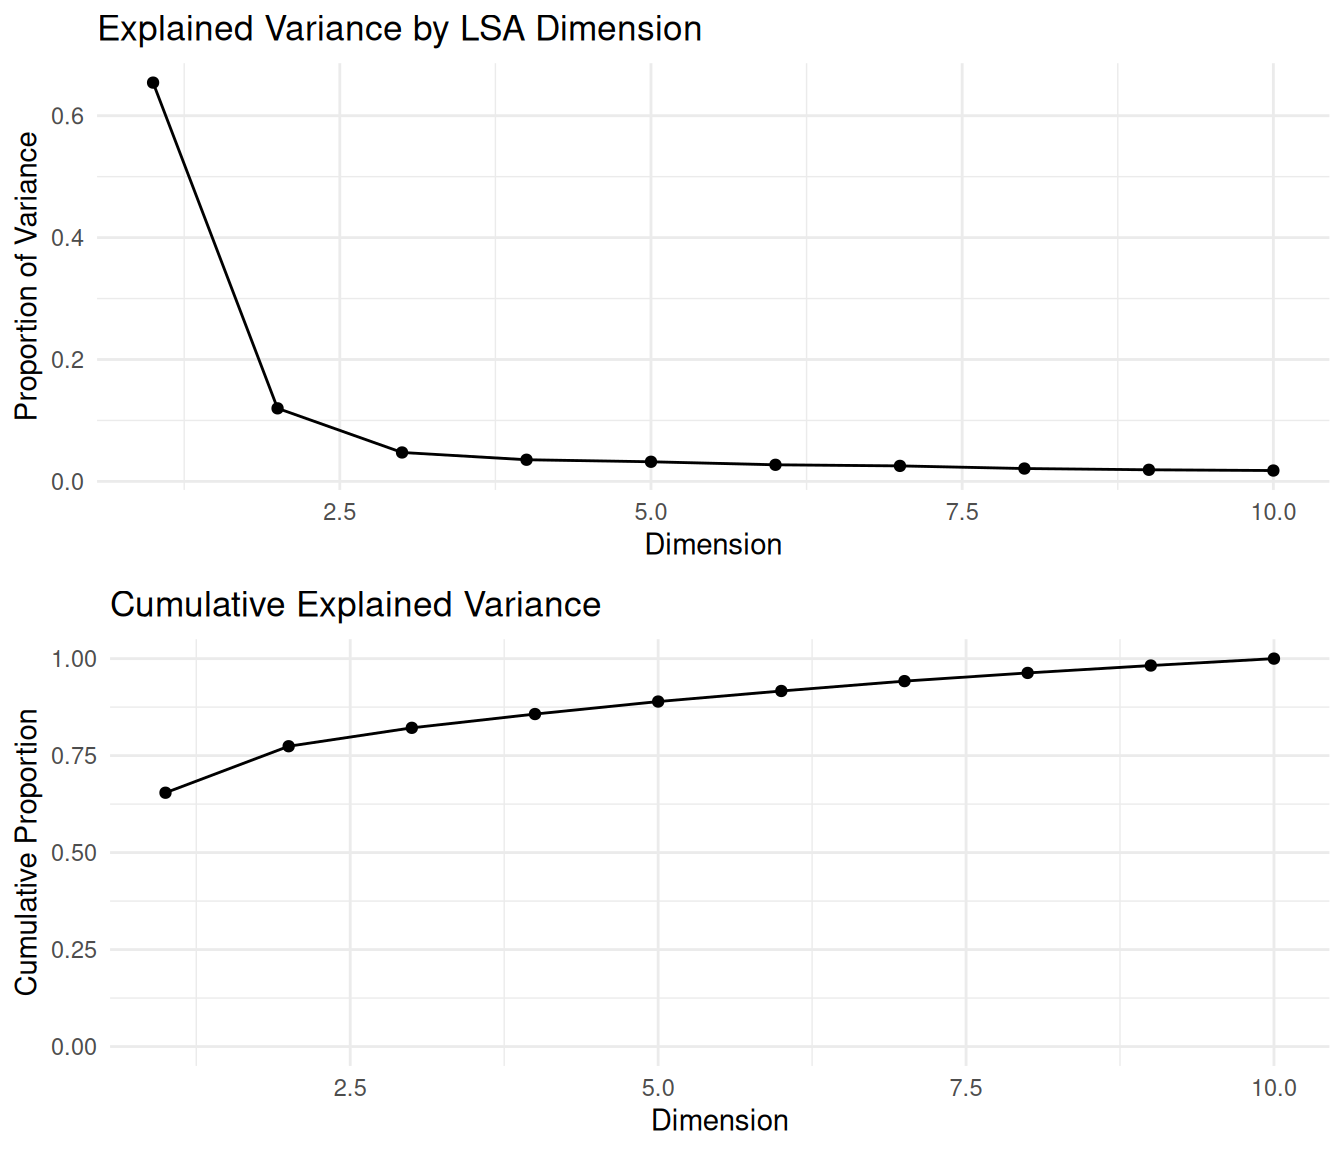 Explained Variance by LSA Dimension
Proportion of Variance
0.6
0.4
0.2
0.0
2.5 5.0 7.5 10.0
Dimension
Cumulative Explained Variance
Cumulative Proportion
1.00
0.75
0.50
0.25
0.00
2.5 5.0 7.5 10.0
Dimension